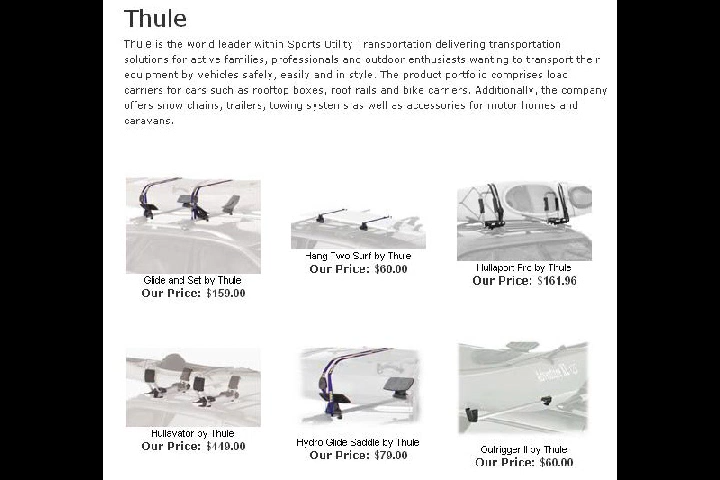 Thule
Thule is the world leader within Sports Utility Transportation delivering transportation
solutions for active families, professionals and outdoor enthusiasts wanting to transport their
equipment by vehicles safely, easily and in style. The product portfolio comprises load
carriers for cars such as rooftop boxes, roof rails and bike carriers. Additionally, the company
offers snow chains, trailers, towing systems as well as accessories for motor homes and
caravans.
Glide and Set by Thule
Our Price: $159.00
Hang Two Surf by Thule
Our Price: $60.00
Hullaport Pro by Thule
Our Price: $161.96
Hullavator by Thule
Our Price: $449.00
Hydro Glide Saddle by Thule
Our Price: $79.00
Outrigger II by Thule
Our Price: $60.00